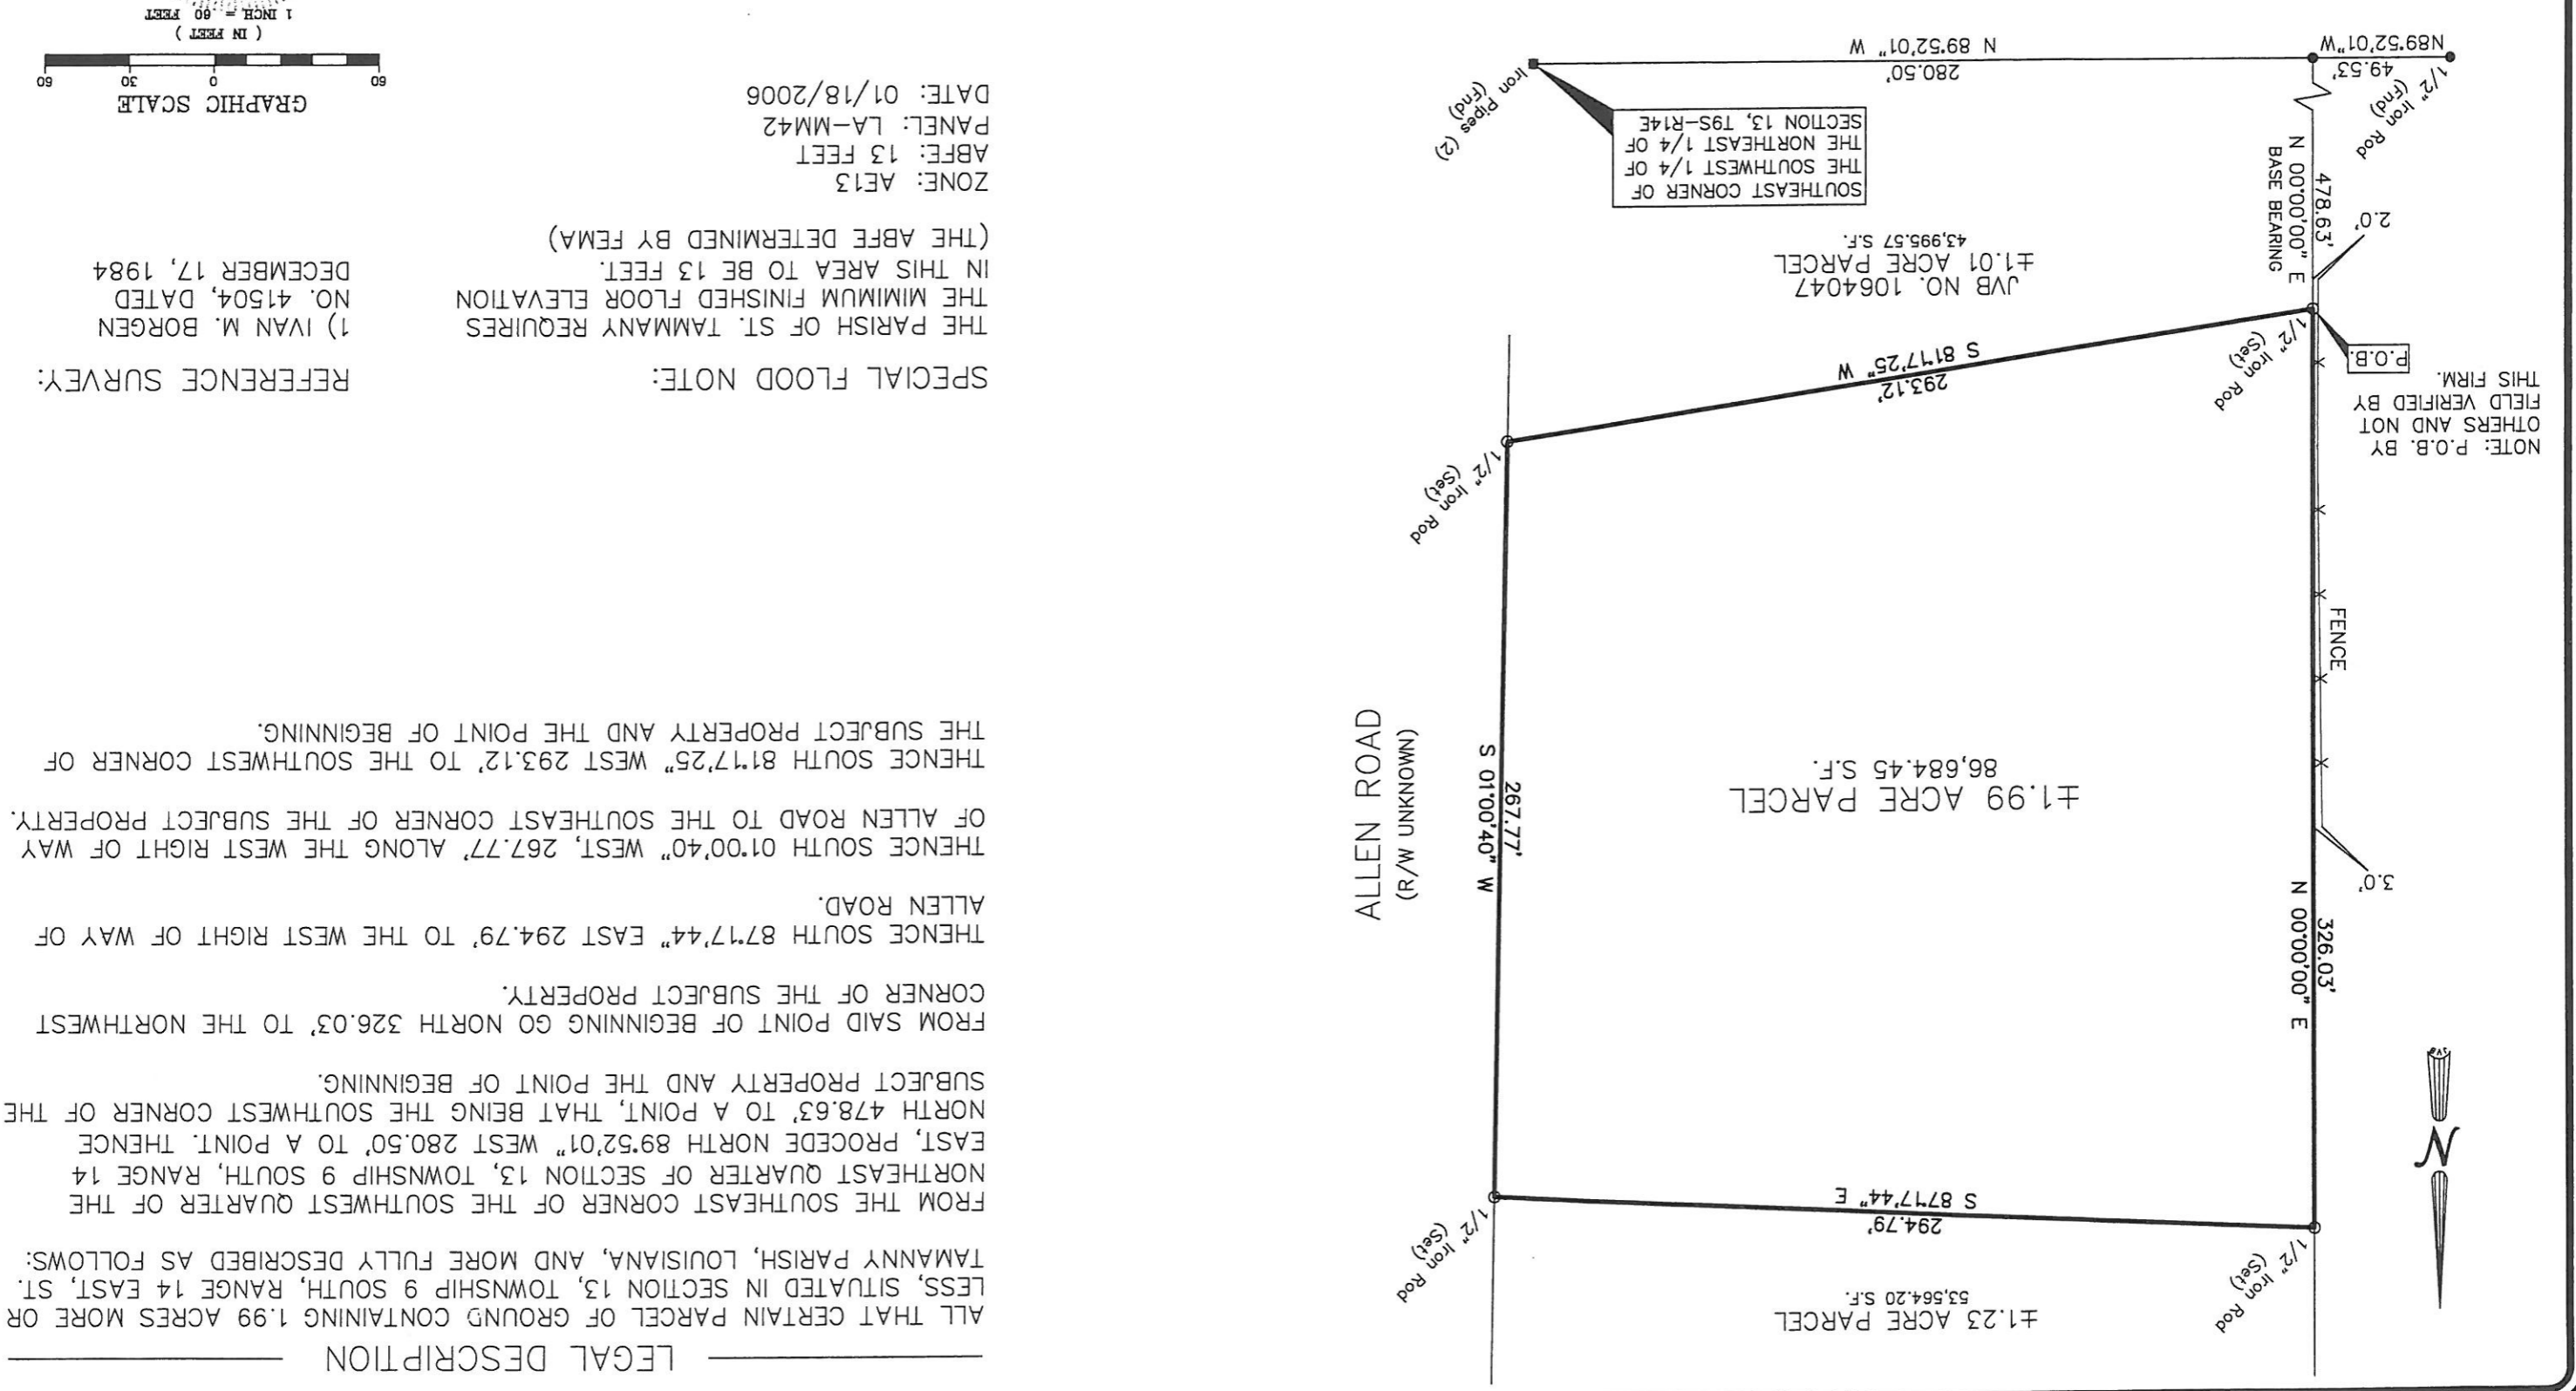 ±1.23 ACRE PARCEL
53,564.20 S.F.
1/2" Iron Rod
(Set)
1/2" Iron Rod
(Set)
294.79'
S 87°17'44" E
N
JVB
326.03'
N 00°00'00" E
3.0'
FENCE
±1.99 ACRE PARCEL
86,684.45 S.F.
267.77'
S 01°00'40" W
ALLEN ROAD
(R/W UNKNOWN)
NOTE: P.O.B. BY
OTHERS AND NOT
FIELD VERIFIED BY
THIS FIRM.
P.O.B.
1/2" Iron Rod
(Set)
1/2" Iron Rod
(Set)
293.12'
S 81°17'25" W
2.0'
JVB NO. 1064047
±1.01 ACRE PARCEL
43,995.57 S.F.
478.63'
N 00°00'00" E
BASE BEARING
SOUTHEAST CORNER OF
THE SOUTHWEST 1/4 OF
THE NORTHEAST 1/4 OF
SECTION 13, T9S-R14E
1/2" Iron Rod
(Fnd)
49.53'
N89°52'01"W
280.50'
N 89°52'01" W
Iron Pipes (2)
(Fnd)
LEGAL DESCRIPTION
ALL THAT CERTAIN PARCEL OF GROUND CONTAINING 1.99 ACRES MORE OR
LESS, SITUATED IN SECTION 13, TOWNSHIP 9 SOUTH, RANGE 14 EAST, ST.
TAMANNY PARISH, LOUISIANA, AND MORE FULLY DESCRIBED AS FOLLOWS:
FROM THE SOUTHEAST CORNER OF THE SOUTHWEST QUARTER OF THE
NORTHEAST QUARTER OF SECTION 13, TOWNSHIP 9 SOUTH, RANGE 14
EAST, PROCEDE NORTH 89°52'01" WEST 280.50' TO A POINT. THENCE
NORTH 478.63' TO A POINT, THAT BEING THE SOUTHWEST CORNER OF THE
SUBJECT PROPERTY AND THE POINT OF BEGINNING.
FROM SAID POINT OF BEGINNING GO NORTH 326.03' TO THE NORTHWEST
CORNER OF THE SUBJECT PROPERTY.
THENCE SOUTH 87°17'44" EAST 294.79' TO THE WEST RIGHT OF WAY OF
ALLEN ROAD.
THENCE SOUTH 01°00'40" WEST, 267.77' ALONG THE WEST RIGHT OF WAY
OF ALLEN ROAD TO THE SOUTHEAST CORNER OF THE SUBJECT PROPERTY.
THENCE SOUTH 81°17'25" WEST 293.12' TO THE SOUTHWEST CORNER OF
THE SUBJECT PROPERTY AND THE POINT OF BEGINNING.
SPECIAL FLOOD NOTE:
THE PARISH OF ST. TAMMANY REQUIRES
THE MIMIMUM FINISHED FLOOR ELEVATION
IN THIS AREA TO BE 13 FEET.
(THE ABFE DETERMINED BY FEMA)
ZONE: AE13
ABFE: 13 FEET
PANEL: LA-MM42
DATE: 01/18/2006
REFERENCE SURVEY:
1) IVAN M. BORGEN
NO. 41504, DATED
DECEMBER 17, 1984
GRAPHIC SCALE
60 0 30 60
( IN FEET )
1 INCH = 60 FEET